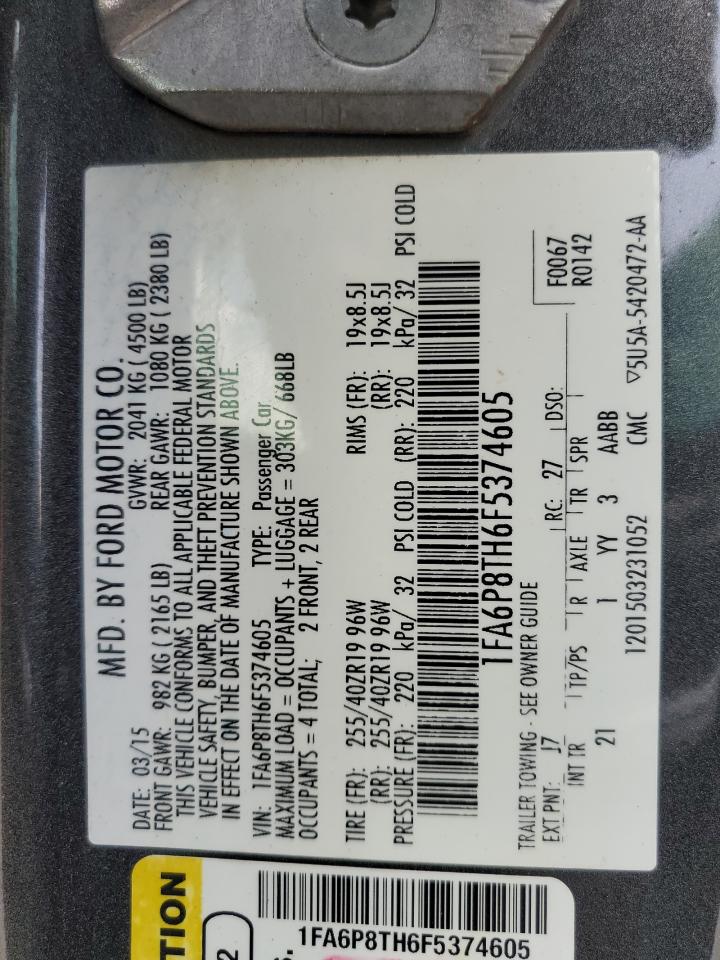 MFD. BY FORD MOTOR CO.
DATE: 03/15 GVWR: 2041 KG ( 4500 LB)
FRONT GAWR: 982 KG ( 2165 LB) REAR GAWR: 1080 KG ( 2380 LB)
THIS VEHICLE CONFORMS TO ALL APPLICABLE FEDERAL MOTOR
VEHICLE SAFETY, BUMPER, AND THEFT PREVENTION STANDARDS
IN EFFECT ON THE DATE OF MANUFACTURE SHOWN ABOVE.
VIN: 1FA6P8TH6F5374605 TYPE: Passenger Car
MAXIMUM LOAD = OCCUPANTS + LUGGAGE = 303KG/ 668LB
OCCUPANTS = 4 TOTAL; 2 FRONT, 2 REAR
TIRE (FR): 255/40ZR19 96W RIMS (FR): 19x8.5J
(RR): 255/40ZR19 96W (RR): 19x8.5J
PRESSURE (FR): 220 kPa/ 32 PSI COLD (RR): 220 kPa/ 32 PSI COLD
1FA6P8TH6F5374605
TRAILER TOWING - SEE OWNER GUIDE
F0067
EXT PNT: J7 RC: 27 DSO: R0142
INT TR TP/PS R AXLE TR SPR
21 1 YY 3 AABB
1201503231052 CMC ▽5U5A-5420472-AA
TION
2
S.
1FA6P8TH6F5374605